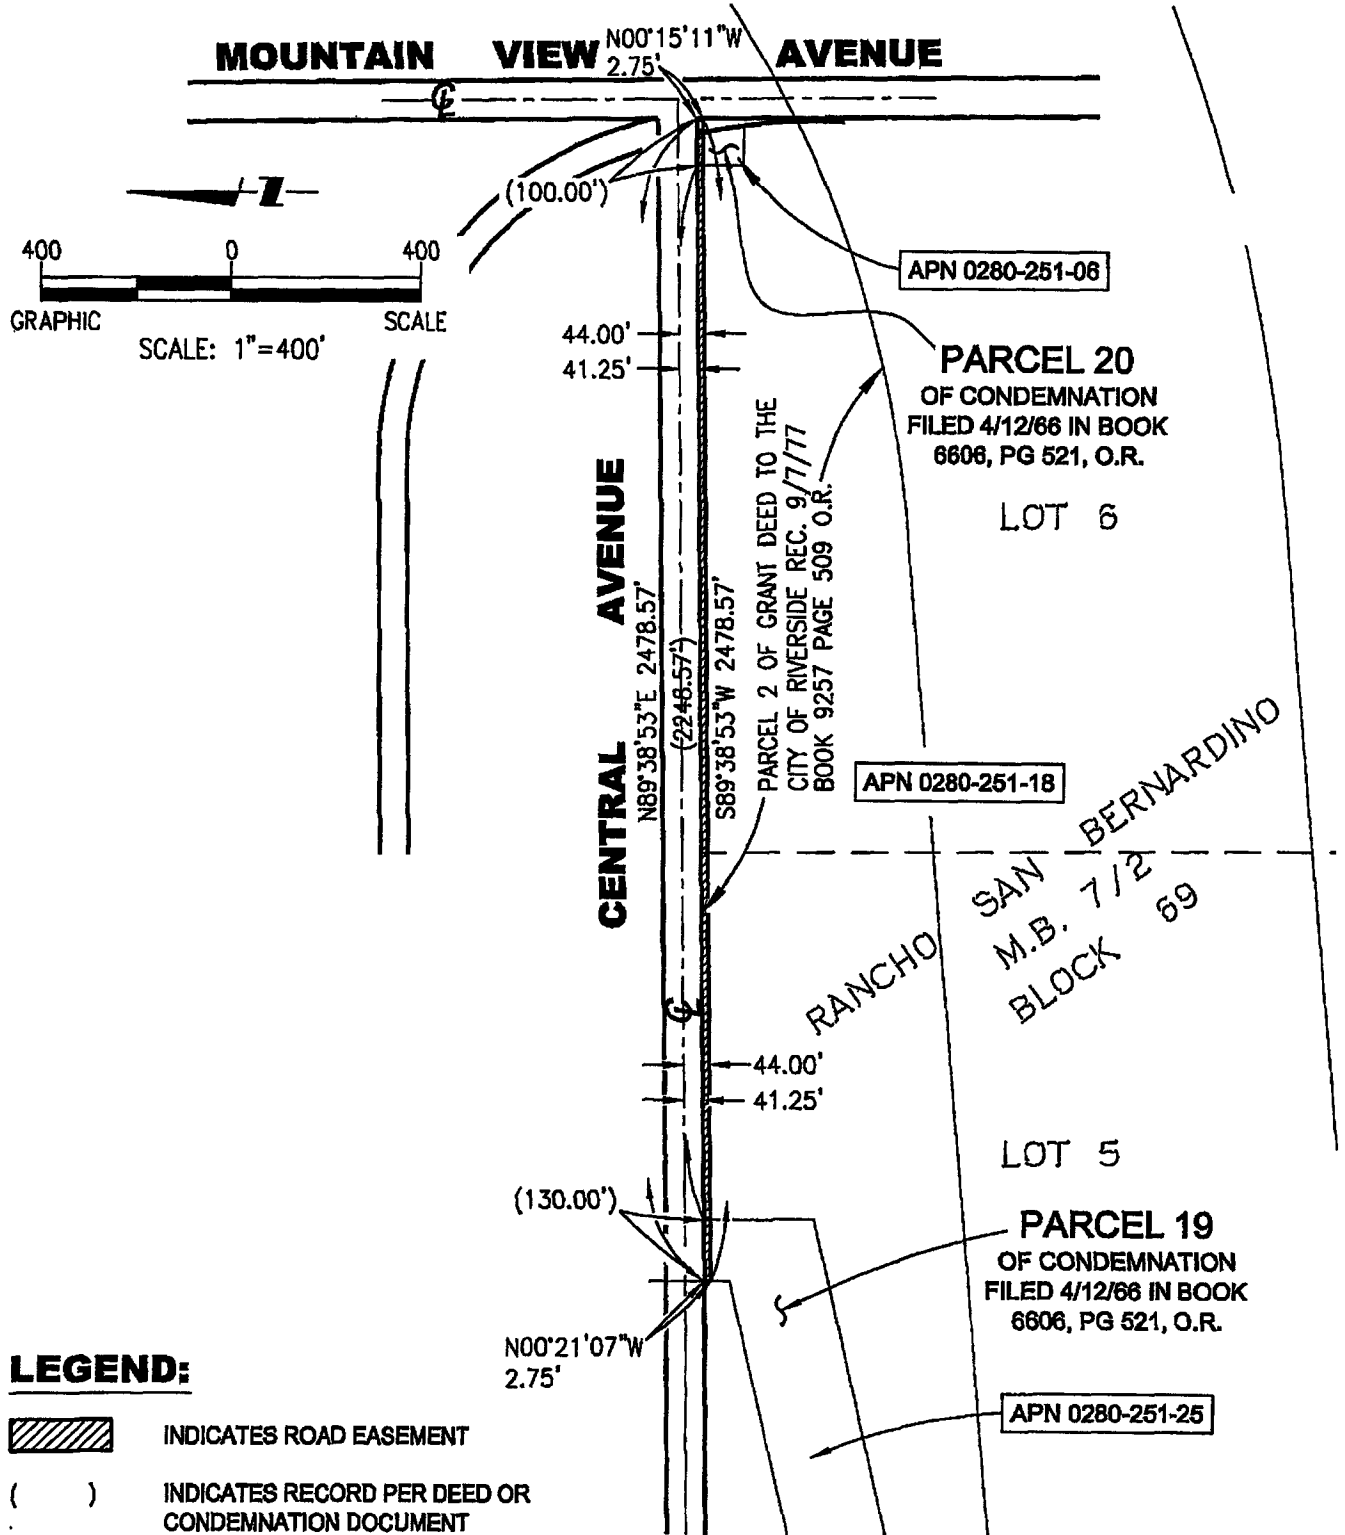 MOUNTAIN VIEW AVENUE
N00°15'11"W
2.75'
℄
(100.00')
Z
400 0 400
GRAPHIC SCALE
SCALE: 1"=400'
APN 0280-251-06
44.00'
41.25'
PARCEL 20
OF CONDEMNATION
FILED 4/12/66 IN BOOK
6606, PG 521, O.R.
LOT 6
CENTRAL AVENUE
N89°38'53"E 2478.57'
(2248.57')
S89°38'53"W 2478.57'
PARCEL 2 OF GRANT DEED TO THE
CITY OF RIVERSIDE REC. 9/7/77
BOOK 9257 PAGE 509 O.R.
APN 0280-251-18
RANCHO SAN BERNARDINO
M.B. 7/2
BLOCK 69
℄
44.00'
41.25'
LOT 5
(130.00')
PARCEL 19
OF CONDEMNATION
FILED 4/12/66 IN BOOK
6606, PG 521, O.R.
N00°21'07"W
2.75'
APN 0280-251-25
LEGEND:
INDICATES ROAD EASEMENT
( ) INDICATES RECORD PER DEED OR
CONDEMNATION DOCUMENT